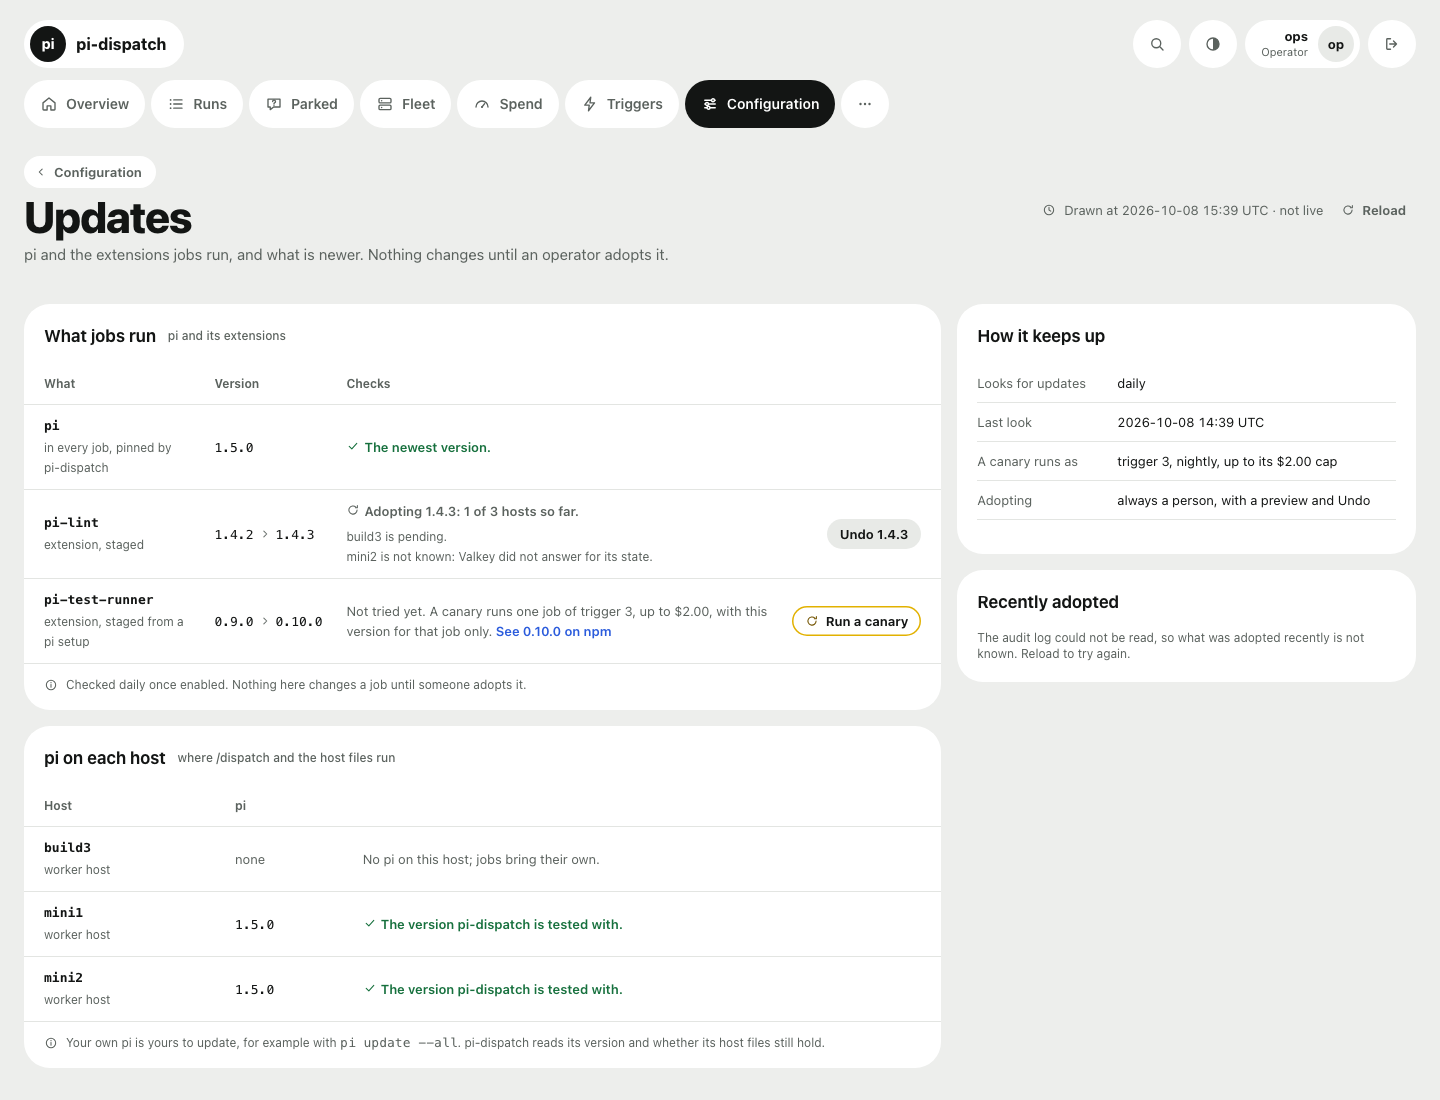 pi pi-dispatch
ops
Operator
op
Overview
Runs
Parked
Fleet
Spend
Triggers
Configuration
Configuration
Updates
Drawn at 2026-10-08 15:39 UTC · not live
Reload
pi and the extensions jobs run, and what is newer. Nothing changes until an operator adopts it.
What jobs run pi and its extensions
What Version Checks
pi
in every job, pinned by
pi-dispatch
1.5.0
The newest version.
pi-lint
extension, staged
1.4.2 > 1.4.3
Adopting 1.4.3: 1 of 3 hosts so far.
build3 is pending.
mini2 is not known: Valkey did not answer for its state.
Undo 1.4.3
pi-test-runner
extension, staged from a
pi setup
0.9.0 > 0.10.0
Not tried yet. A canary runs one job of trigger 3, up to $2.00, with this
version for that job only. See 0.10.0 on npm
Run a canary
Checked daily once enabled. Nothing here changes a job until someone adopts it.
How it keeps up
Looks for updates daily
Last look 2026-10-08 14:39 UTC
A canary runs as trigger 3, nightly, up to its $2.00 cap
Adopting always a person, with a preview and Undo
Recently adopted
The audit log could not be read, so what was adopted recently is not
known. Reload to try again.
pi on each host where /dispatch and the host files run
Host pi
build3
worker host
none
No pi on this host; jobs bring their own.
mini1
worker host
1.5.0
The version pi-dispatch is tested with.
mini2
worker host
1.5.0
The version pi-dispatch is tested with.
Your own pi is yours to update, for example with pi update --all. pi-dispatch reads its version and whether its host files still hold.